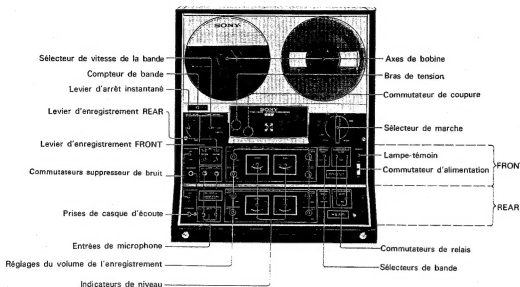 SONY
Sélecteur de vitesse de la bande
Compteur de bande
Levier d'arrêt instantané
Levier d'enregistrement REAR
Levier d'enregistrement FRONT
Commutateurs suppresseur de bruit
Prises de casque d'écoute
Entrées de microphone
Réglages du volume de l'enregistrement
Indicateurs de niveau
SONY
Axes de bobine
Bras de tension
Commutateur de coupure
Sélecteur de marche
Lampe-témoin
Commutateur d'alimentation
FRONT
REAR
Commutateurs de relais
Sélecteurs de bande